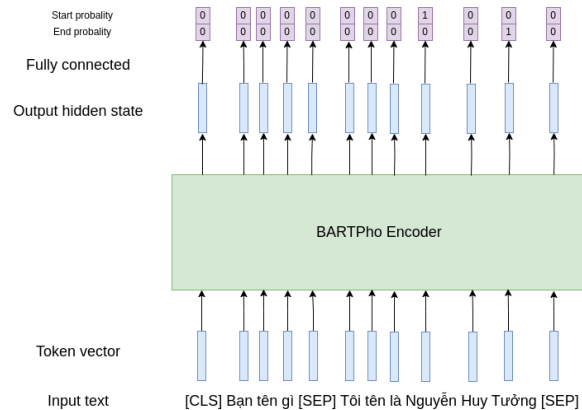 Start probality 0 0 0 0 0 0 0 0 1 0 0 0
End probality 0 0 0 0 0 0 0 0 0 0 1 0
Fully connected
Output hidden state
BARTPho Encoder
Token vector
Input text [CLS] Bạn tên gì [SEP] Tôi tên là Nguyễn Huy Tưởng [SEP]